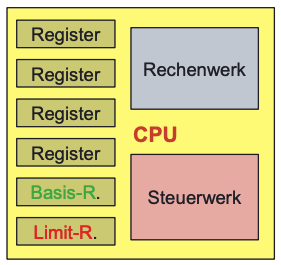 Register
Register
Register
Register
Basis-R.
Limit-R.
Rechenwerk
CPU
Steuerwerk